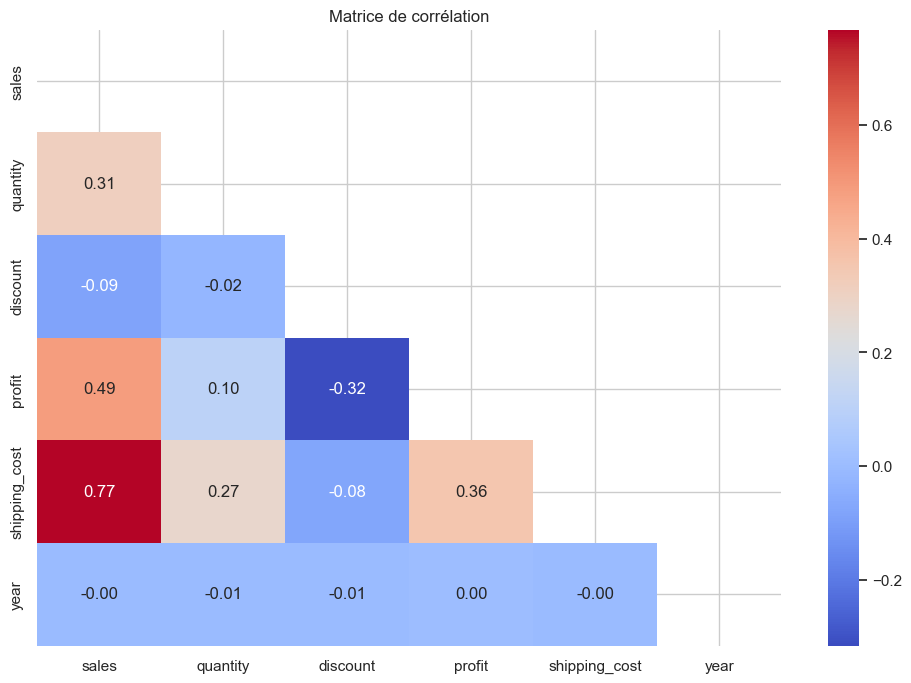 Matrice de corrélation
sales
quantity 0.31
discount -0.09 -0.02
profit 0.49 0.10 -0.32
shipping_cost 0.77 0.27 -0.08 0.36
year -0.00 -0.01 -0.01 0.00 -0.00
sales quantity discount profit shipping_cost year
0.6
0.4
0.2
0.0
−0.2